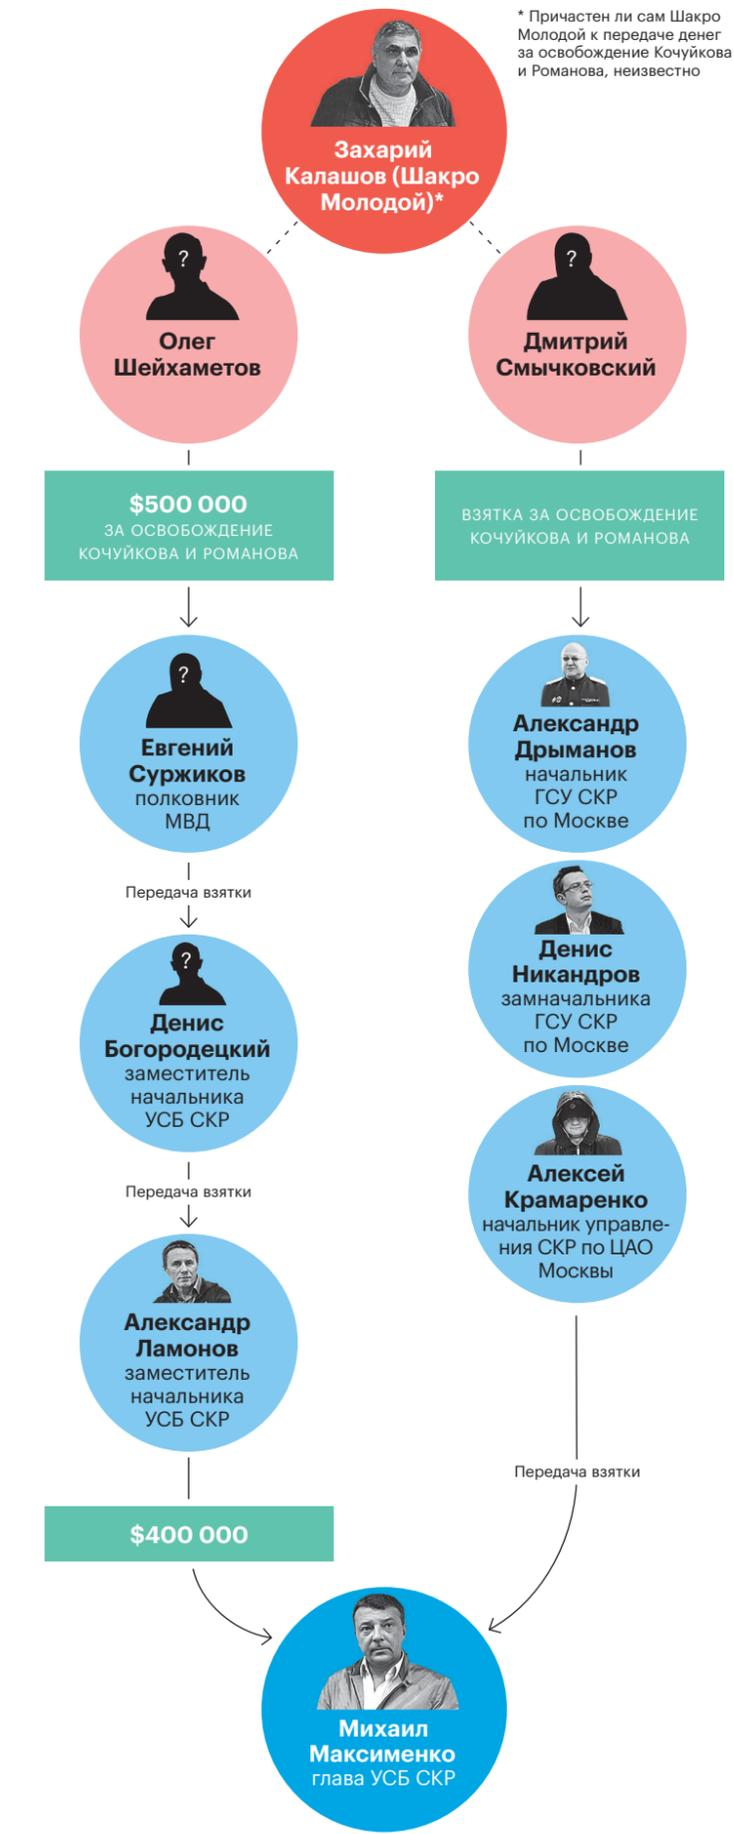 * Причастен ли сам Шакро
Молодой к передаче денег
за освобождение Кочуйкова
и Романова, неизвестно
Захарий
Калашов (Шакро
Молодой)*
?
Олег
Шейхаметов
?
Дмитрий
Смычковский
$500 000
ЗА ОСВОБОЖДЕНИЕ
КОЧУЙКОВА И РОМАНОВА
ВЗЯТКА ЗА ОСВОБОЖДЕНИЕ
КОЧУЙКОВА И РОМАНОВА
?
Евгений
Суржиков
полковник
МВД
Передача взятки
?
Денис
Богородецкий
заместитель
начальника
УСБ СКР
Передача взятки
Александр
Ламонов
заместитель
начальника
УСБ СКР
$400 000
Александр
Дрыманов
начальник
ГСУ СКР
по Москве
Денис
Никандров
замначальника
ГСУ СКР
по Москве
Алексей
Крамаренко
начальник управле-
ния СКР по ЦАО
Москвы
Передача взятки
Михаил
Максименко
глава УСБ СКР